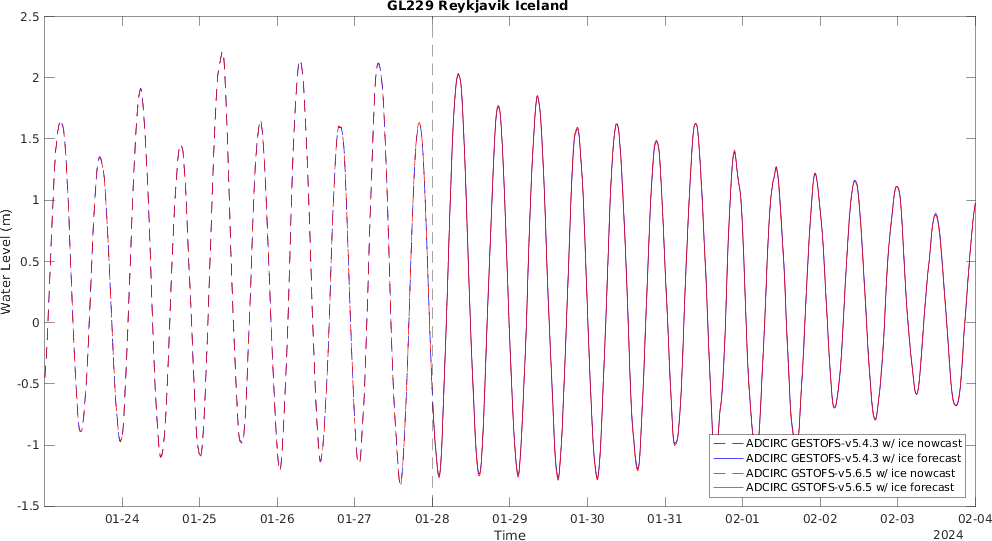 GL229 Reykjavik Iceland
2.5
2
1.5
1
0.5
0
-0.5
-1
-1.5
Water Level (m)
ADCIRC GESTOFS-v5.4.3 w/ ice nowcast
ADCIRC GESTOFS-v5.4.3 w/ ice forecast
ADCIRC GSTOFS-v5.6.5 w/ ice nowcast
ADCIRC GSTOFS-v5.6.5 w/ ice forecast
01-24 01-25 01-26 01-27 01-28 01-29 01-30 01-31 02-01 02-02 02-03 02-04
Time
2024